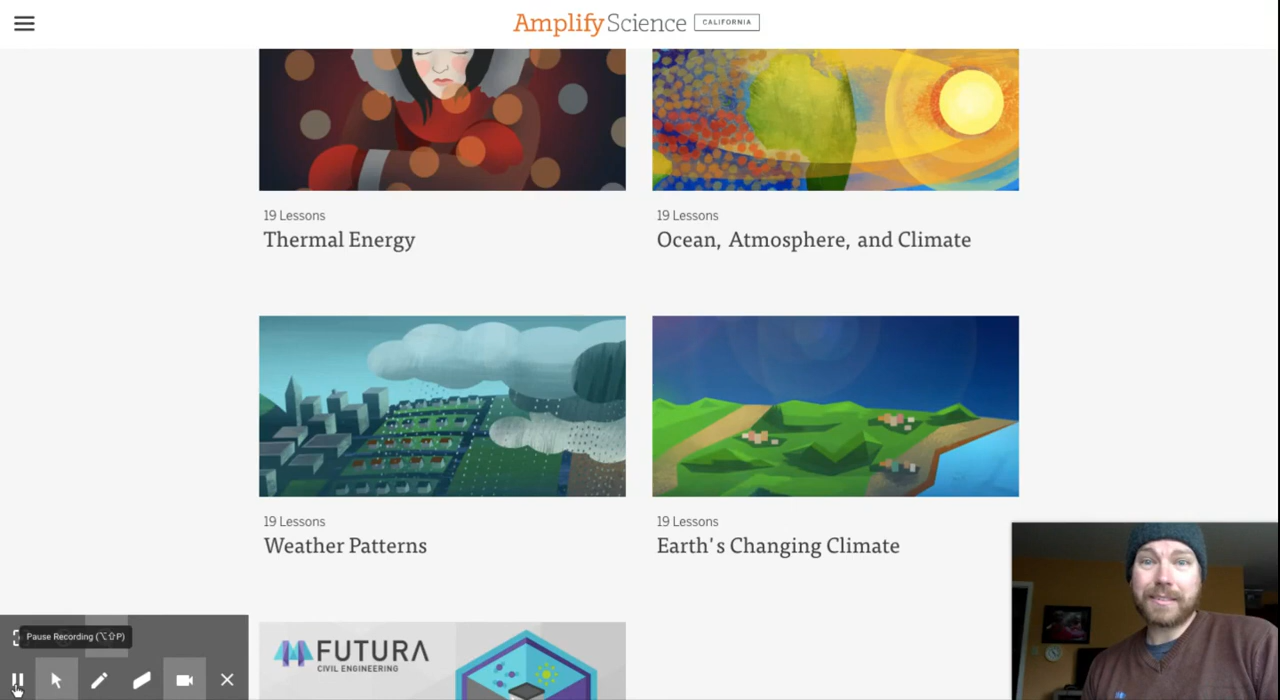 AmplifyScience CALIFORNIA
19 Lessons
Thermal Energy
19 Lessons
Ocean, Atmosphere, and Climate
19 Lessons
Weather Patterns
19 Lessons
Earth's Changing Climate
Pause Recording (⌥⇧P)
FUTURA
CIVIL ENGINEERING